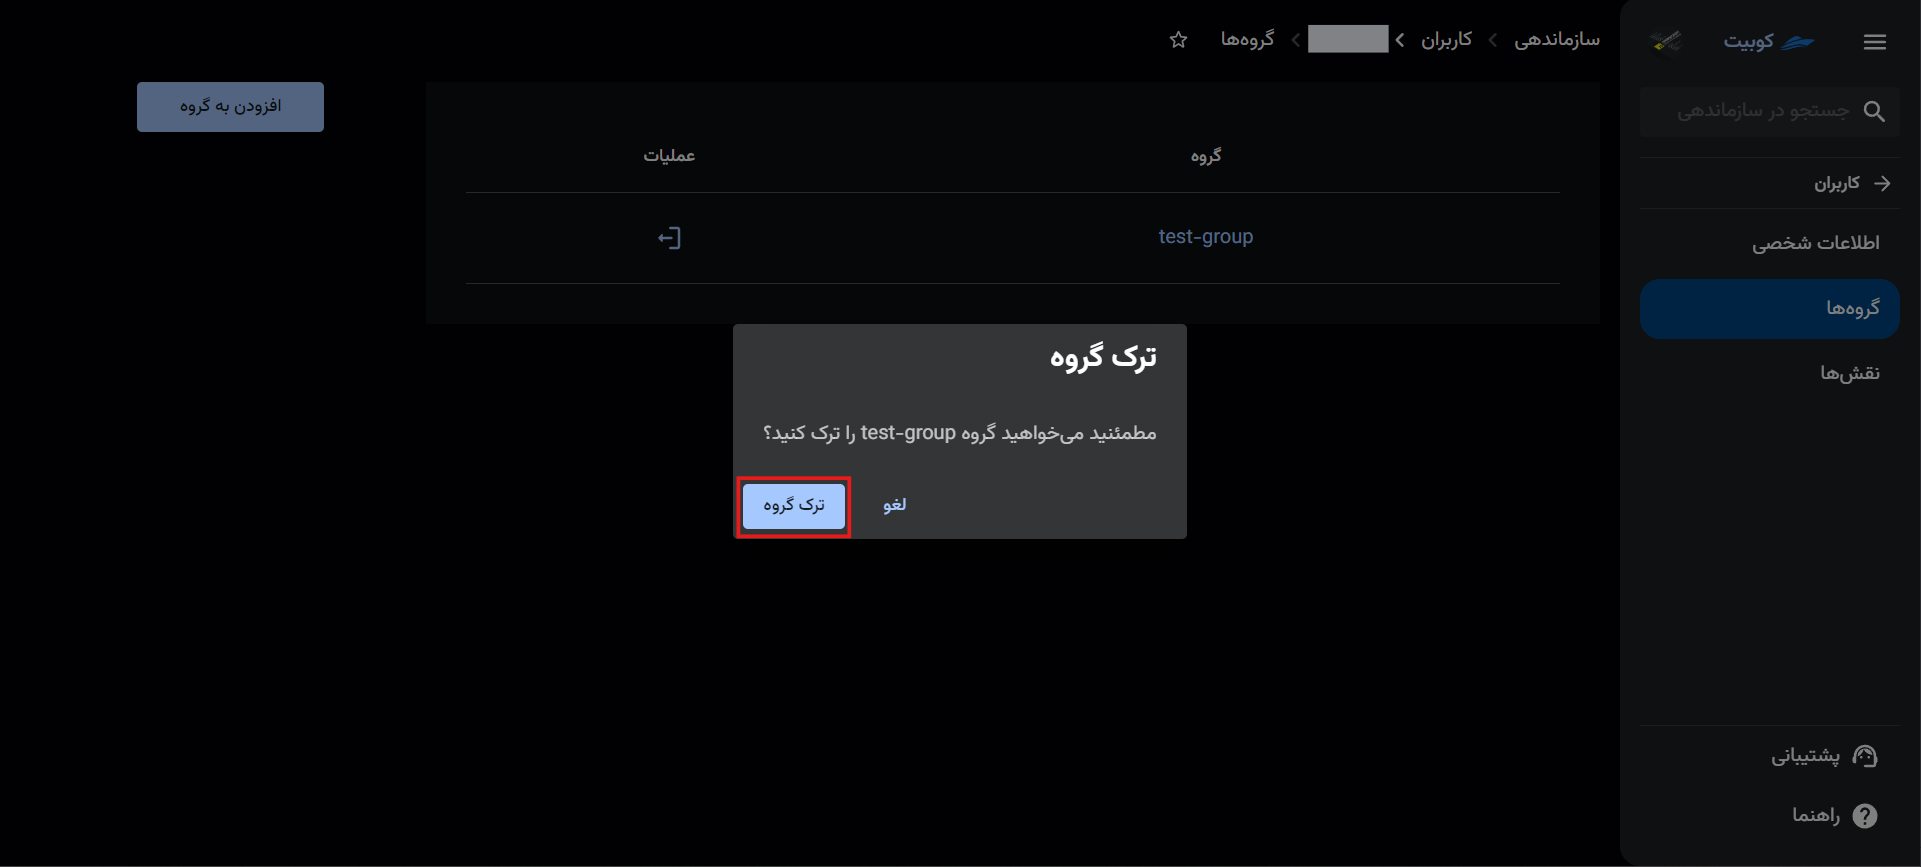 کوبیت
جستجو در سازماندهی
کاربران
اطلاعات شخصی
گروه‌ها
نقش‌ها
پشتیبانی
راهنما
سازماندهی
کاربران
گروه‌ها
افزودن به گروه
گروه
عملیات
test-group
ترک گروه
مطمئنید می‌خواهید گروه test-group را ترک کنید؟
لغو
ترک گروه